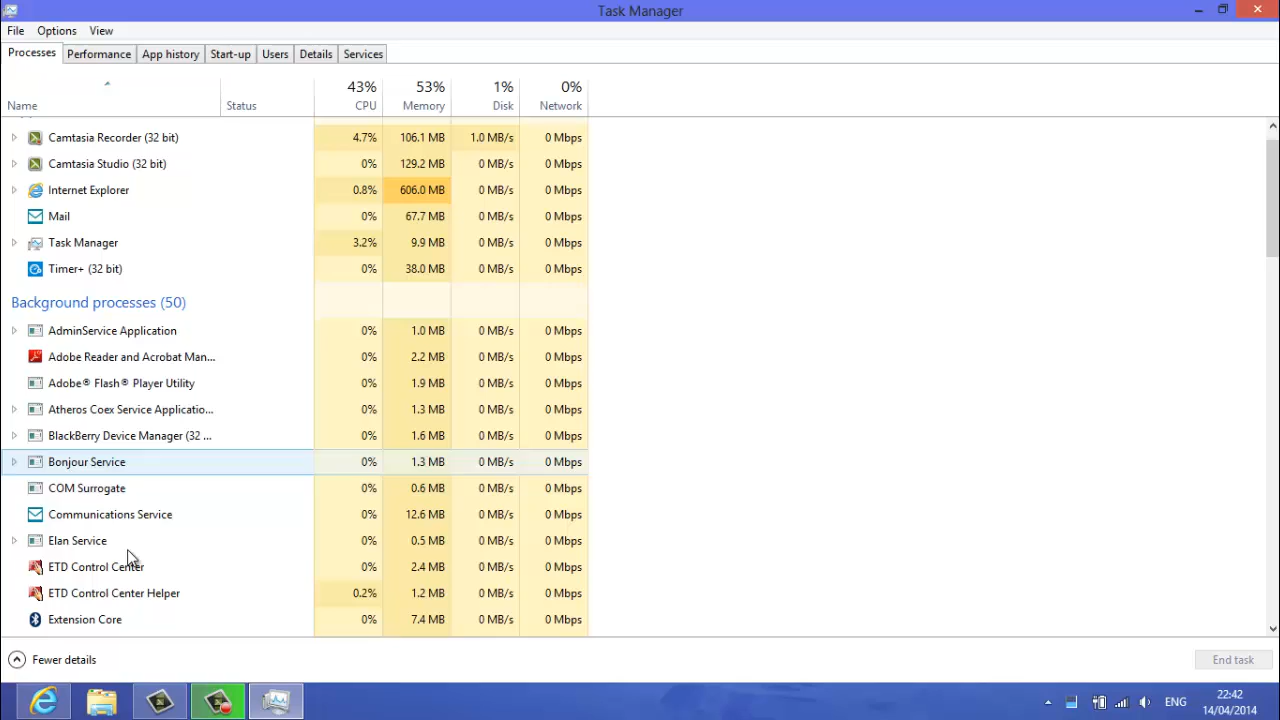 Task Manager
File Options View
Processes Performance App history Start-up Users Details Services
43% 53% 1% 0%
Name Status CPU Memory Disk Network
Camtasia Recorder (32 bit) 4.7% 106.1 MB 1.0 MB/s 0 Mbps
Camtasia Studio (32 bit) 0% 129.2 MB 0 MB/s 0 Mbps
Internet Explorer 0.8% 606.0 MB 0 MB/s 0 Mbps
Mail 0% 67.7 MB 0 MB/s 0 Mbps
Task Manager 3.2% 9.9 MB 0 MB/s 0 Mbps
Timer+ (32 bit) 0% 38.0 MB 0 MB/s 0 Mbps
Background processes (50)
AdminService Application 0% 1.0 MB 0 MB/s 0 Mbps
Adobe Reader and Acrobat Man... 0% 2.2 MB 0 MB/s 0 Mbps
Adobe® Flash® Player Utility 0% 1.9 MB 0 MB/s 0 Mbps
Atheros Coex Service Applicatio... 0% 1.3 MB 0 MB/s 0 Mbps
BlackBerry Device Manager (32 ... 0% 1.6 MB 0 MB/s 0 Mbps
Bonjour Service 0% 1.3 MB 0 MB/s 0 Mbps
COM Surrogate 0% 0.6 MB 0 MB/s 0 Mbps
Communications Service 0% 12.6 MB 0 MB/s 0 Mbps
Elan Service 0% 0.5 MB 0 MB/s 0 Mbps
ETD Control Center 0% 2.4 MB 0 MB/s 0 Mbps
ETD Control Center Helper 0.2% 1.2 MB 0 MB/s 0 Mbps
Extension Core 0% 7.4 MB 0 MB/s 0 Mbps
Fewer details End task
ENG 22:42
14/04/2014